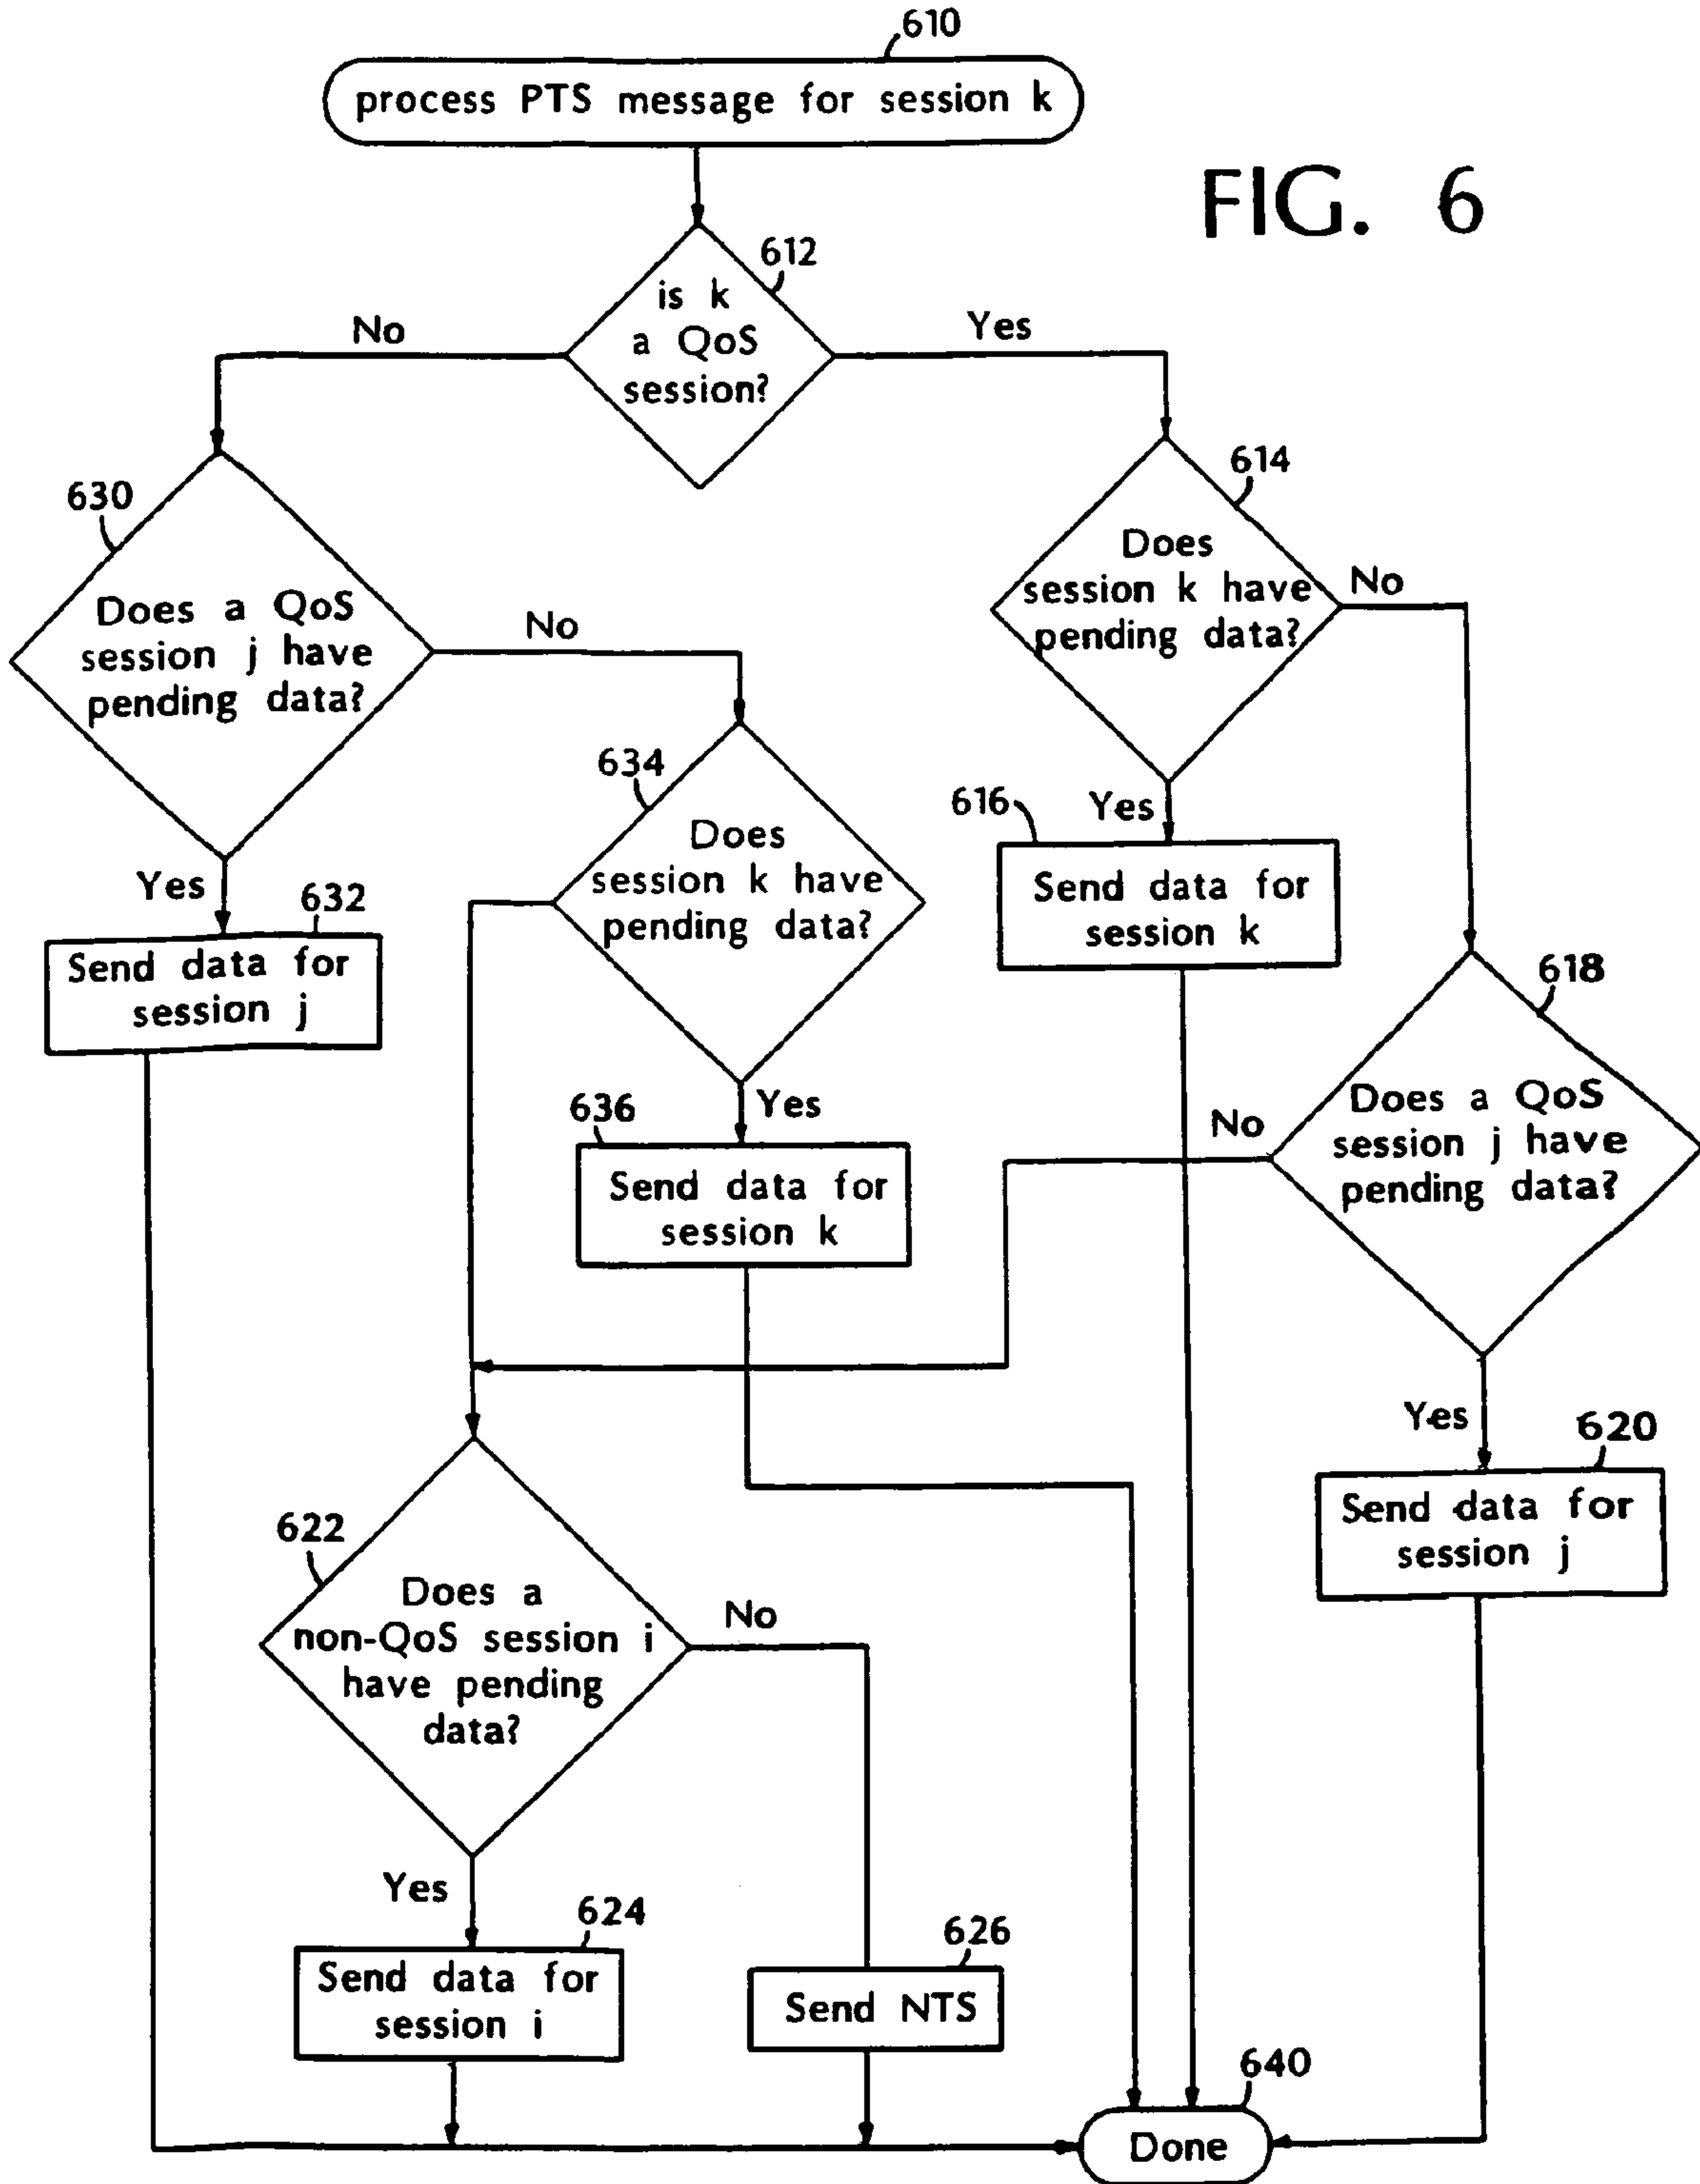 610
process PTS message for session k
FIG. 6
612
is k
a QoS
session?
No
Yes
630
Does a QoS
session j have
pending data?
No
Yes
632
Send data for
session j
614
Does
session k have
pending data?
No
Yes
616
Send data for
session k
634
Does
session k have
pending data?
Yes
636
Send data for
session k
618
Does a QoS
session j have
pending data?
No
Yes
620
Send data for
session j
622
Does a
non-QoS session i
have pending
data?
No
Yes
624
Send data for
session i
626
Send NTS
640
Done